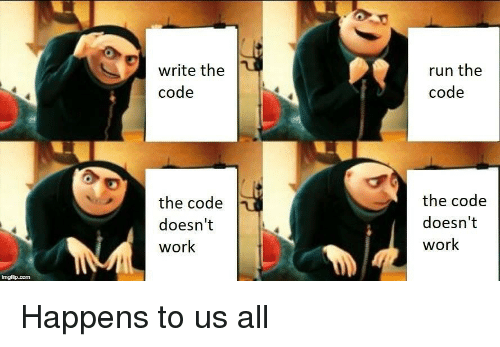 write the
code
run the
code
the code
doesn't
work
the code
doesn't
work
imgflip.com
Happens to us all